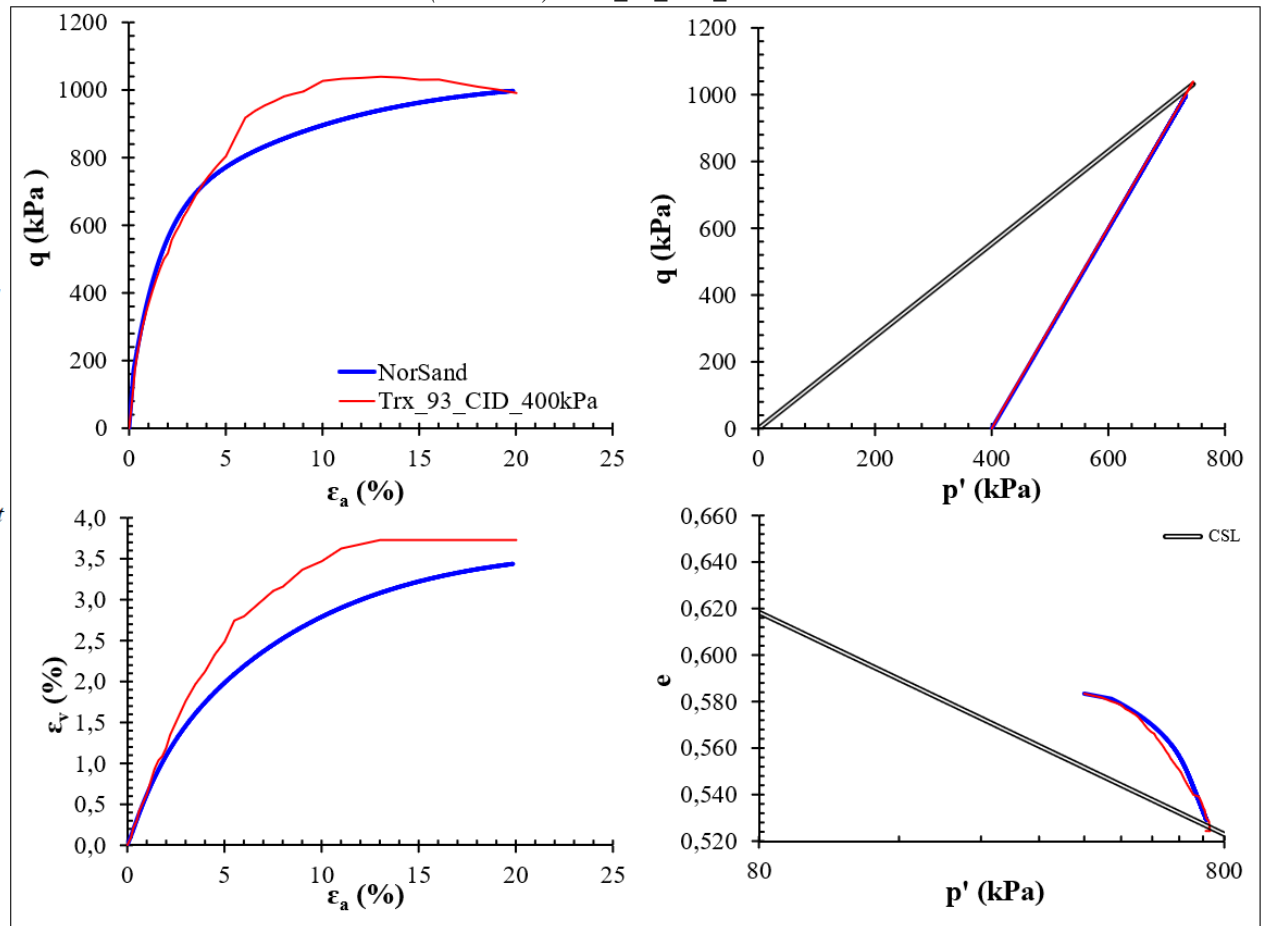 1200
1000
800
600
400
200
0
q (kPa )
NorSand
Trx_93_CID_400kPa
0 5 10 15 20 25
εa (%)
1200
1000
800
600
400
200
0
q (kPa)
0 200 400 600 800
p' (kPa)
4,0
3,5
3,0
2,5
2,0
1,5
1,0
0,5
0,0
εv (%)
0 5 10 15 20 25
εa (%)
0,660
0,640
0,620
0,600
0,580
0,560
0,540
0,520
e
CSL
80 800
p' (kPa)